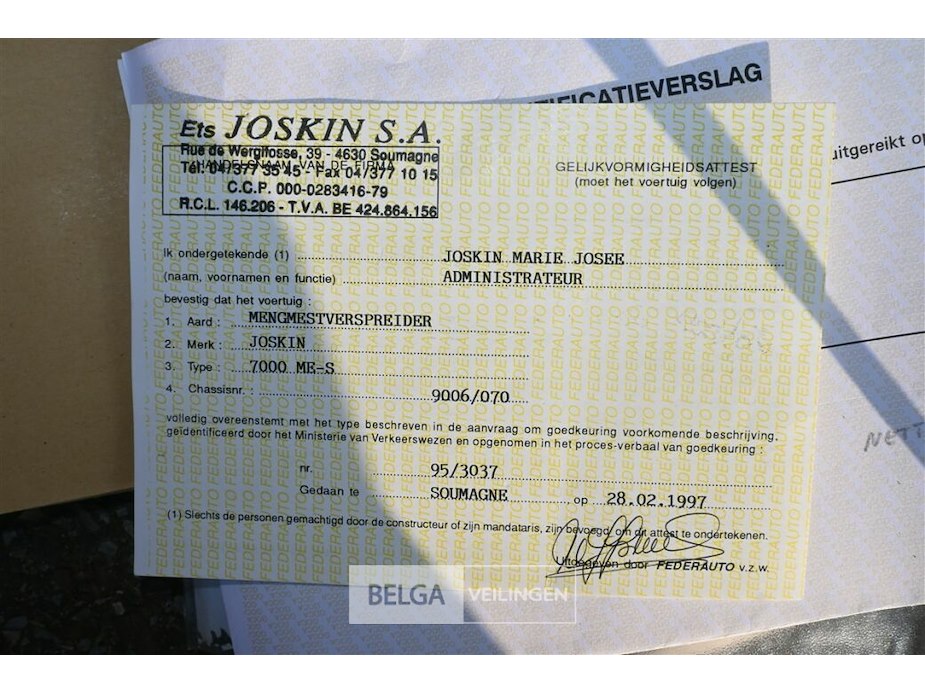 TIFICATIEVERSLAG
uitgereikt op
Ets JOSKIN S.A.
Rue de Wergifosse, 39 - 4630 Soumagne
HANDELSNAAM VAN DE FIRMA
Tel. 04/377 35 45 - Fax 04/377 10 15
C.C.P. 000-0283416-79
R.C.L. 146.206 - T.V.A. BE 424.864.156
GELIJKVORMIGHEIDSATTEST
(moet het voertuig volgen)
Ik ondergetekende (1) JOSKIN MARIE JOSEE
(naam, voornamen en functie) ADMINISTRATEUR
bevestig dat het voertuig :
1. Aard : MENGMESTVERSPREIDER
2. Merk : JOSKIN
3. Type : 7000 ME-S
4. Chassisnr. : 9006/070
volledig overeenstemt met het type beschreven in de aanvraag om goedkeuring voorkomende beschrijving,
geïdentificeerd door het Ministerie van Verkeerswezen en opgenomen in het proces-verbaal van goedkeuring :
nr. 95/3037
Gedaan te SOUMAGNE op 28.02.1997
(1) Slechts de personen gemachtigd door de constructeur of zijn mandataris, zijn bevoegd om dit attest te ondertekenen.
Uitgegeven door FEDERAUTO v.z.w.
NETT
BELGA VEILINGEN